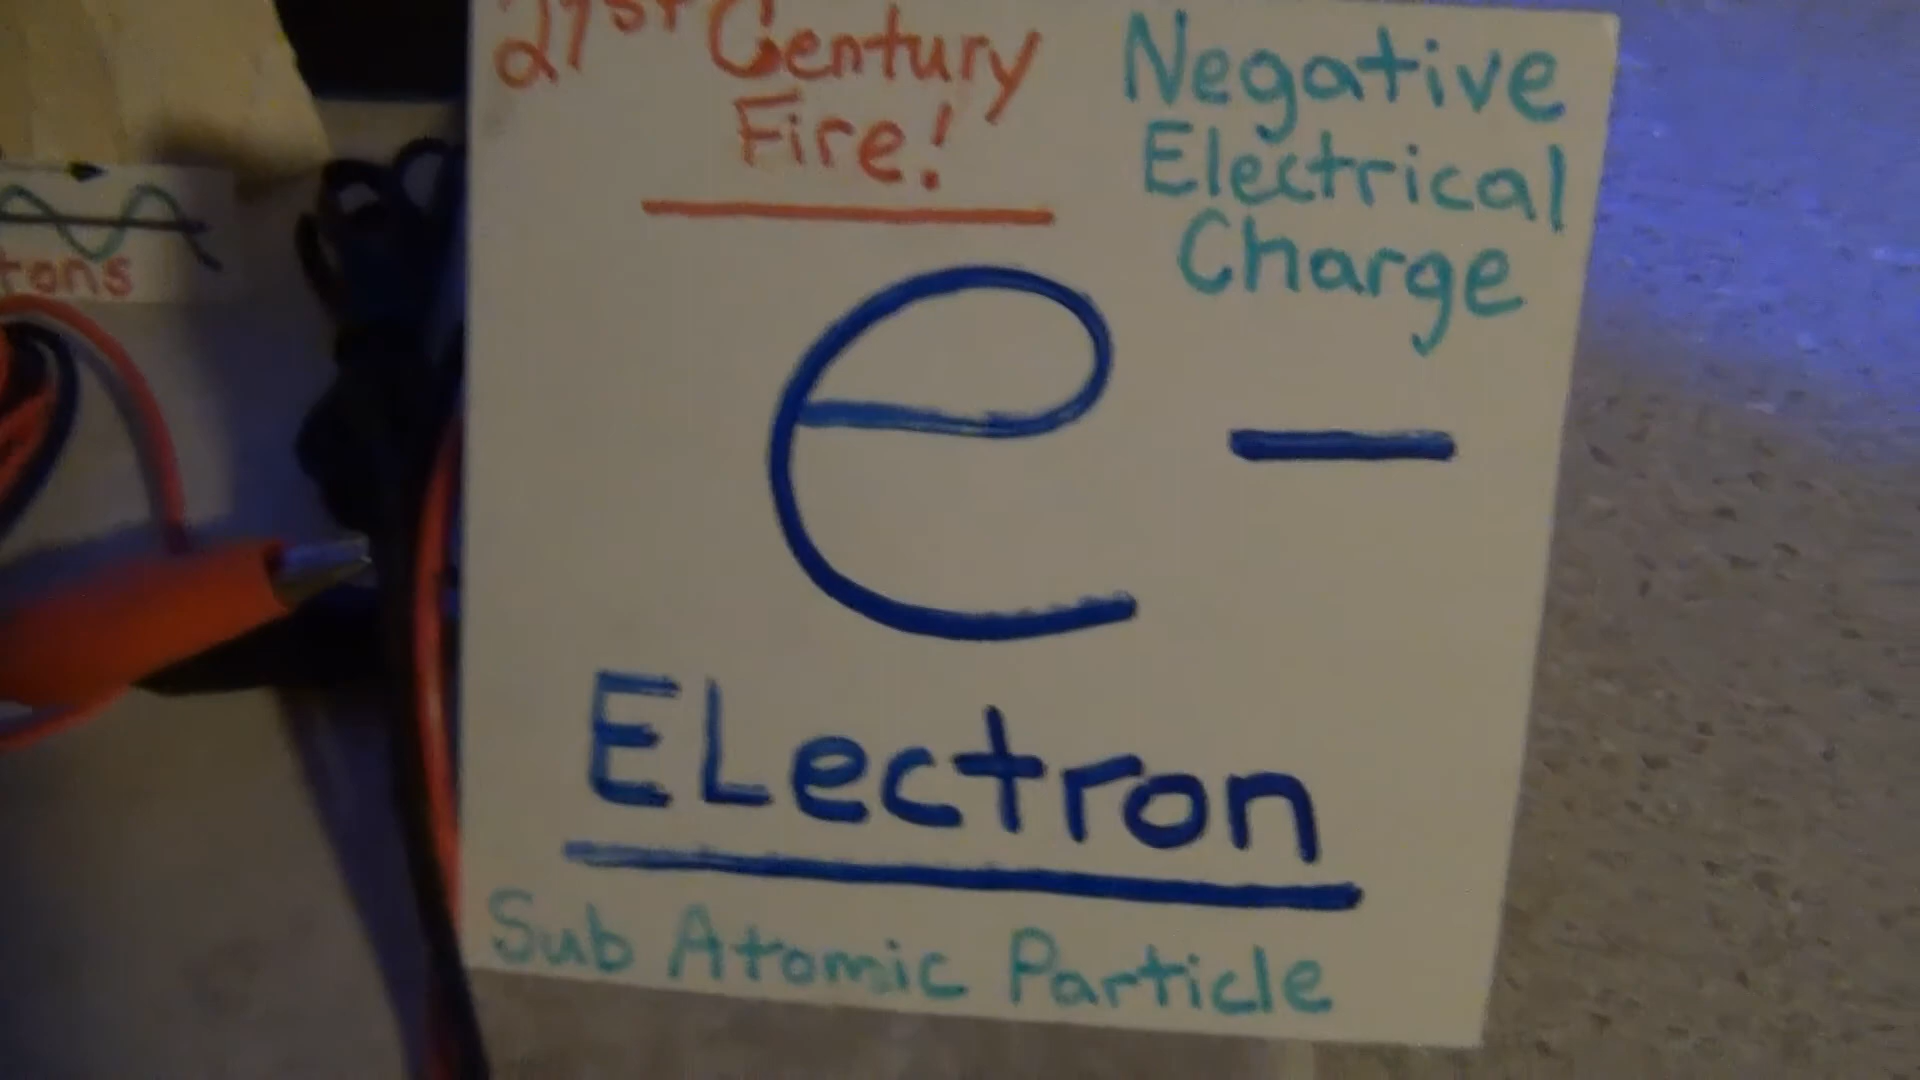 21st Century
Fire!
Negative
Electrical
Charge
e -
ELectron
Sub Atomic Particle